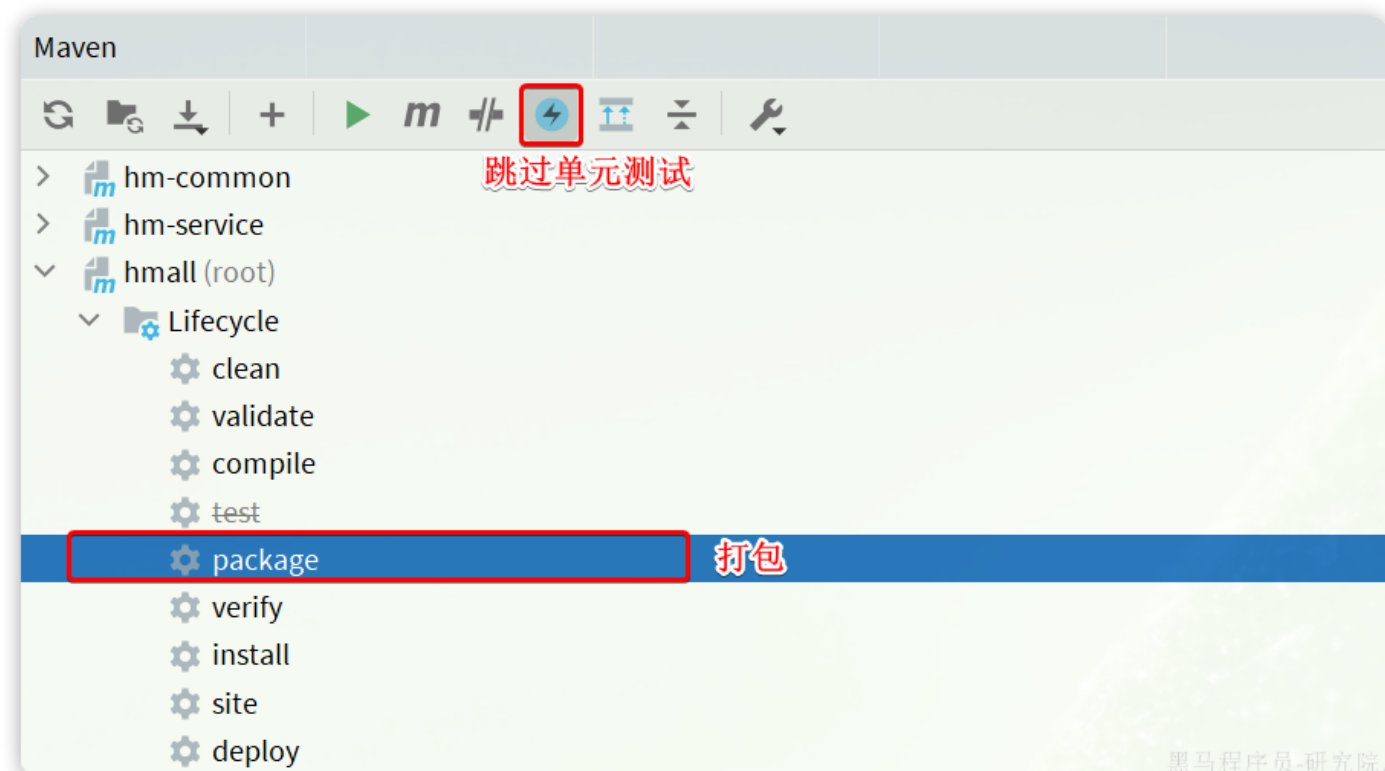 Maven
m
跳过单元测试
hm-common
hm-service
hmall (root)
Lifecycle
clean
validate
compile
test
package 打包
verify
install
site
deploy
黑马程序员-研究院